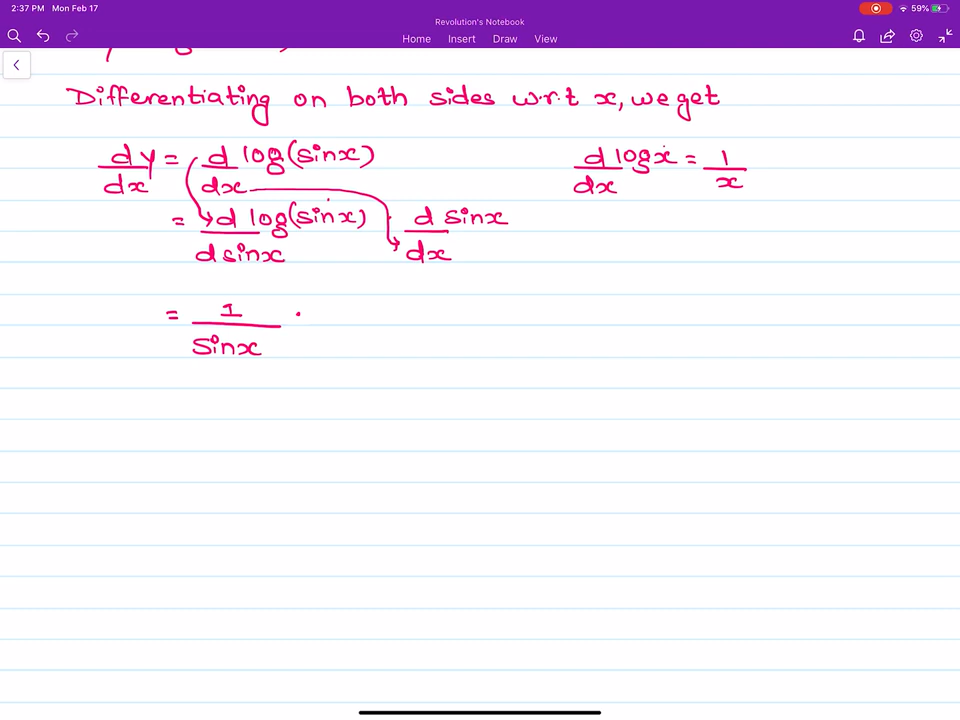 2:37 PM Mon Feb 17
59%
Revolution's Notebook
Home Insert Draw View
Differentiating on both sides w.r.t x, we get
dy/dx = d/dx log(sinx)
d/dx logx = 1/x
= d log(sinx)/d sinx · d sinx/dx
= 1/sinx ·